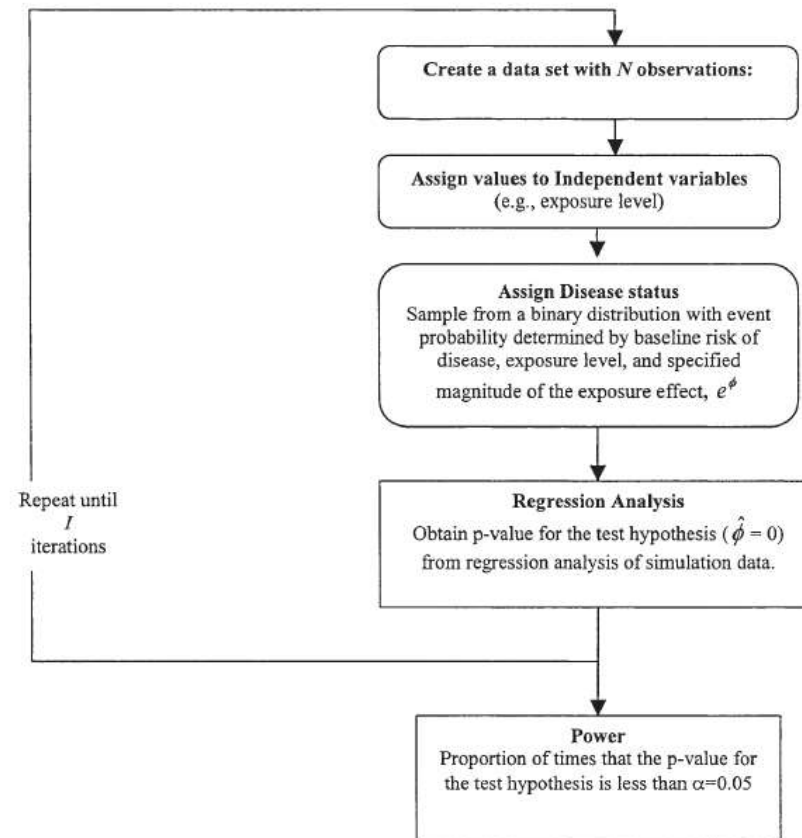 Create a data set with N observations:
Assign values to Independent variables
(e.g., exposure level)
Assign Disease status
Sample from a binary distribution with event
probability determined by baseline risk of
disease, exposure level, and specified
magnitude of the exposure effect, e^ϕ
Regression Analysis
Obtain p-value for the test hypothesis ( ϕ̂ = 0)
from regression analysis of simulation data.
Repeat until
I
iterations
Power
Proportion of times that the p-value for
the test hypothesis is less than α=0.05